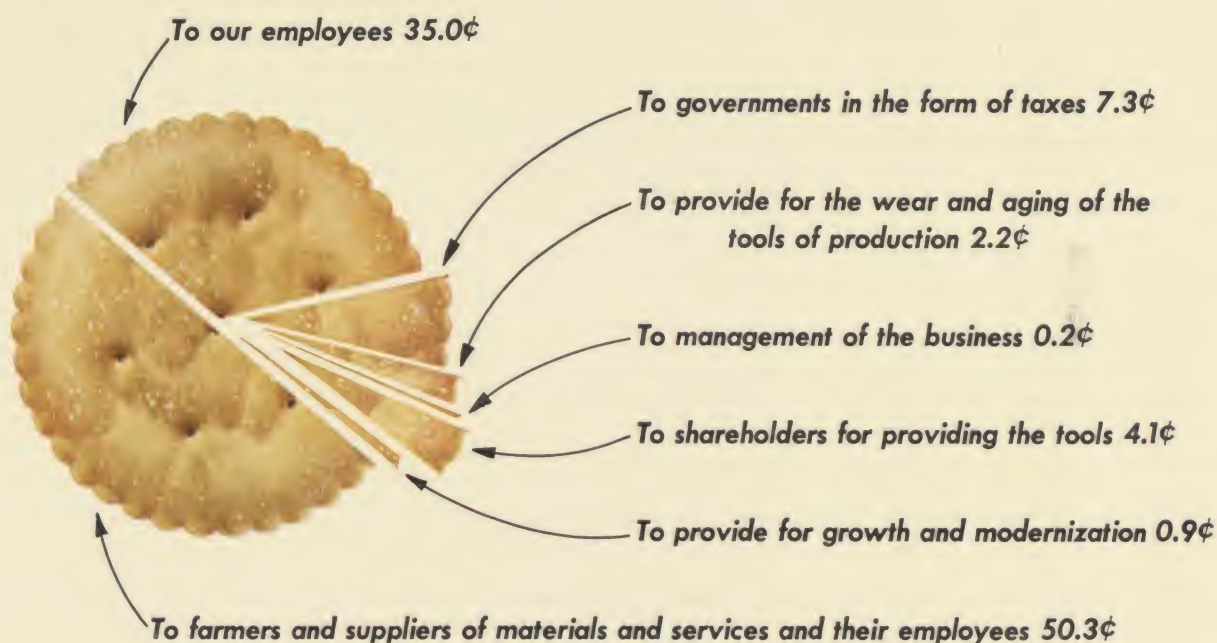 To our employees 35.0¢
To governments in the form of taxes 7.3¢
To provide for the wear and aging of the
tools of production 2.2¢
To management of the business 0.2¢
To shareholders for providing the tools 4.1¢
To provide for growth and modernization 0.9¢
To farmers and suppliers of materials and services and their employees 50.3¢